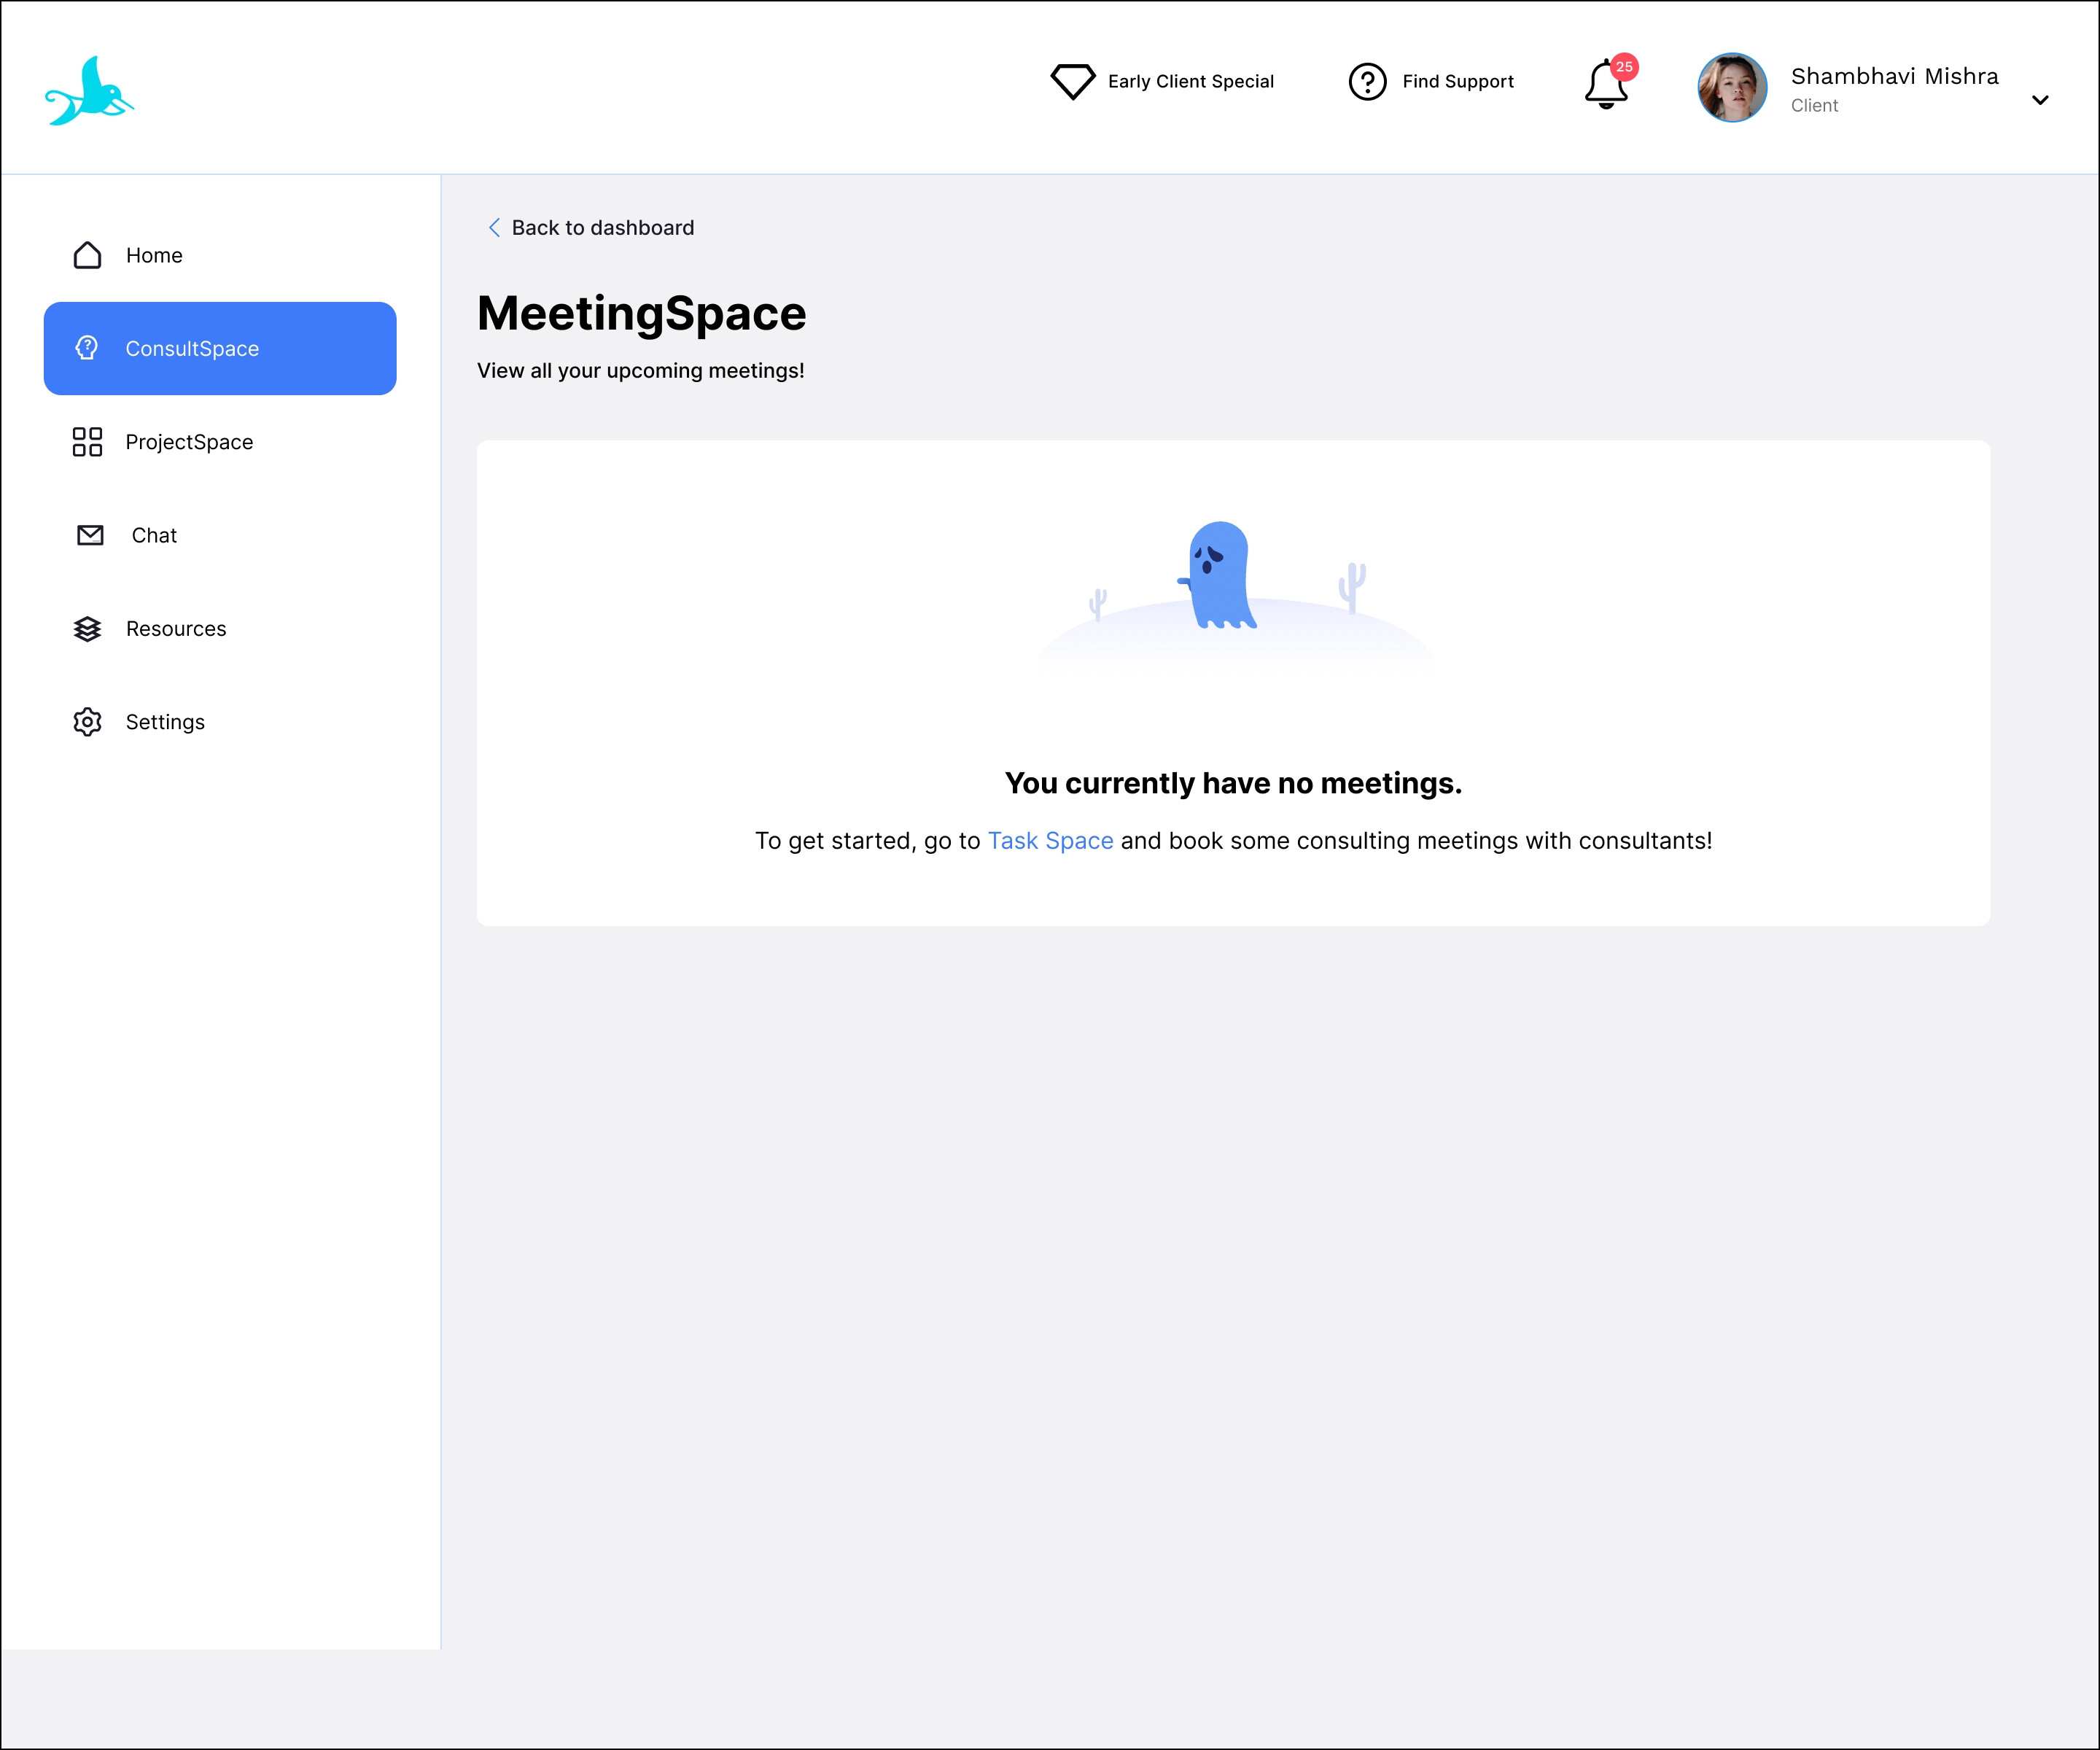 Early Client Special
Find Support
25
Shambhavi Mishra
Client
Home
ConsultSpace
ProjectSpace
Chat
Resources
Settings
Back to dashboard
MeetingSpace
View all your upcoming meetings!
You currently have no meetings.
To get started, go to Task Space and book some consulting meetings with consultants!